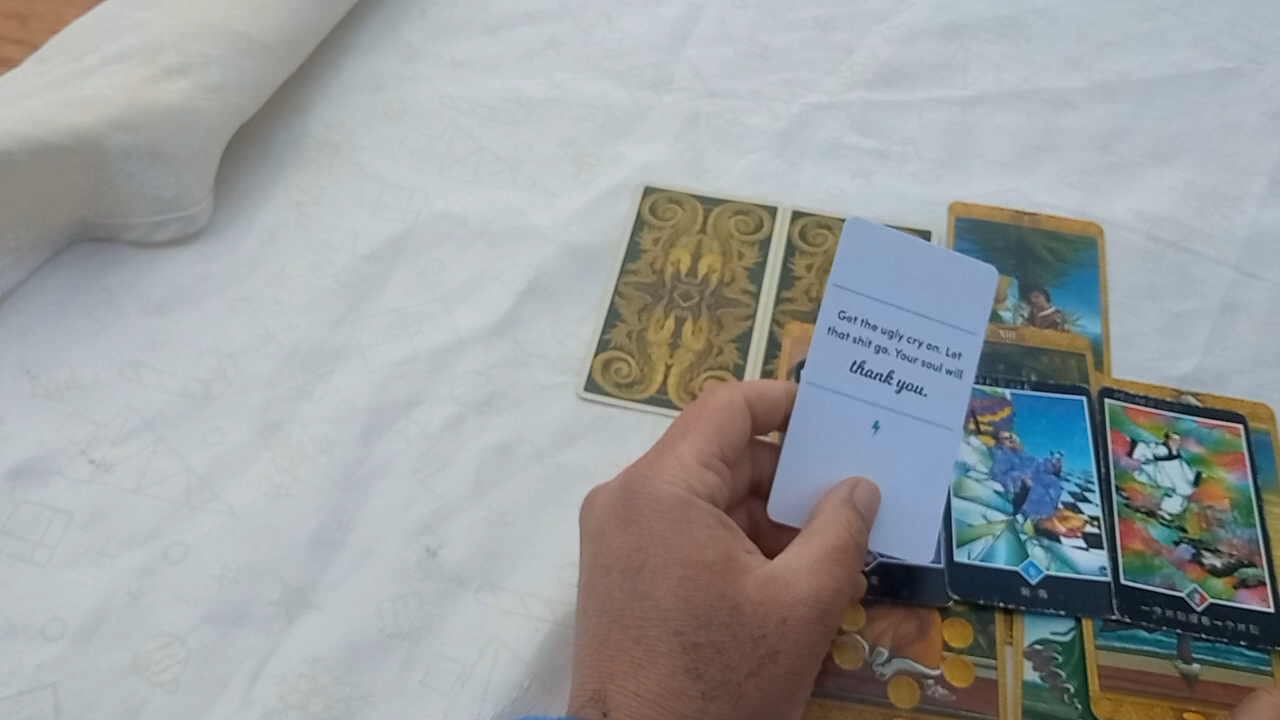 Get the ugly cry on. Let
that shit go. Your soul will
thank you.
XIII